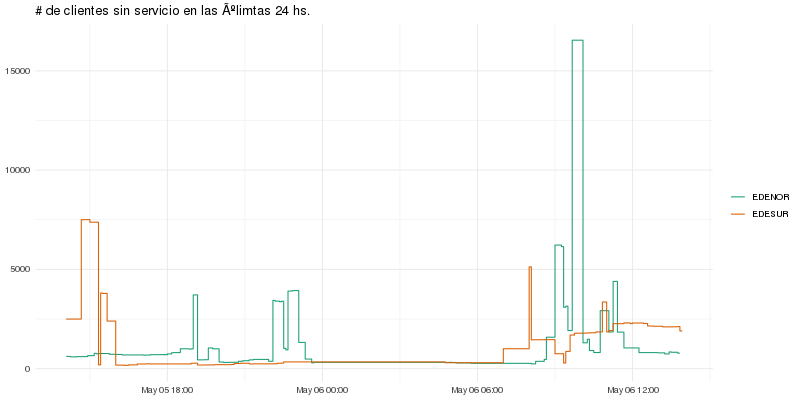 # de clientes sin servicio en las Ãºlimtas 24 hs.
15000
10000
5000
0
May 05 18:00
May 06 00:00
May 06 06:00
May 06 12:00
EDENOR
EDESUR